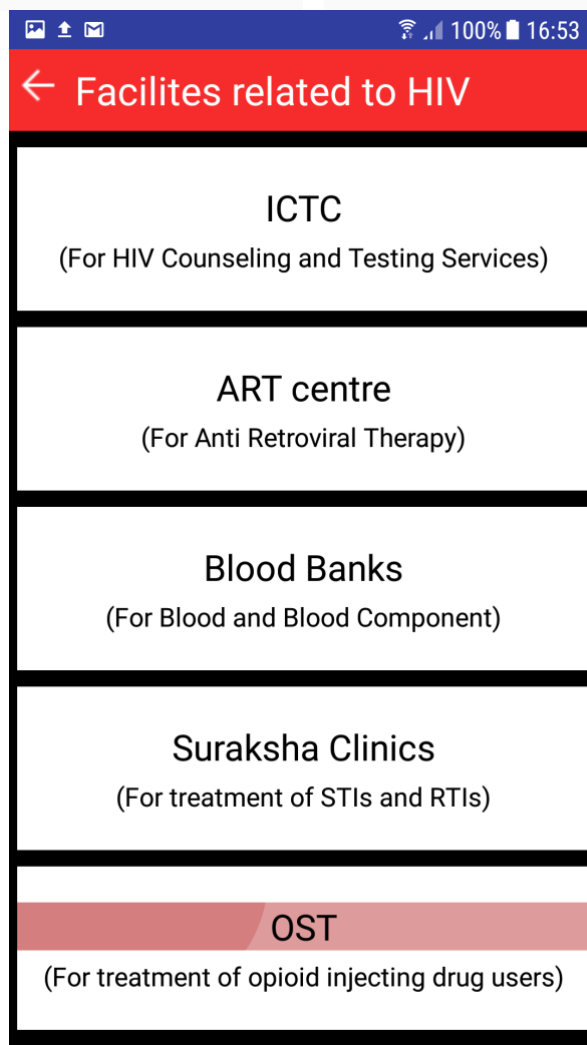 100% 16:53
Facilites related to HIV
ICTC
(For HIV Counseling and Testing Services)
ART centre
(For Anti Retroviral Therapy)
Blood Banks
(For Blood and Blood Component)
Suraksha Clinics
(For treatment of STIs and RTIs)
OST
(For treatment of opioid injecting drug users)